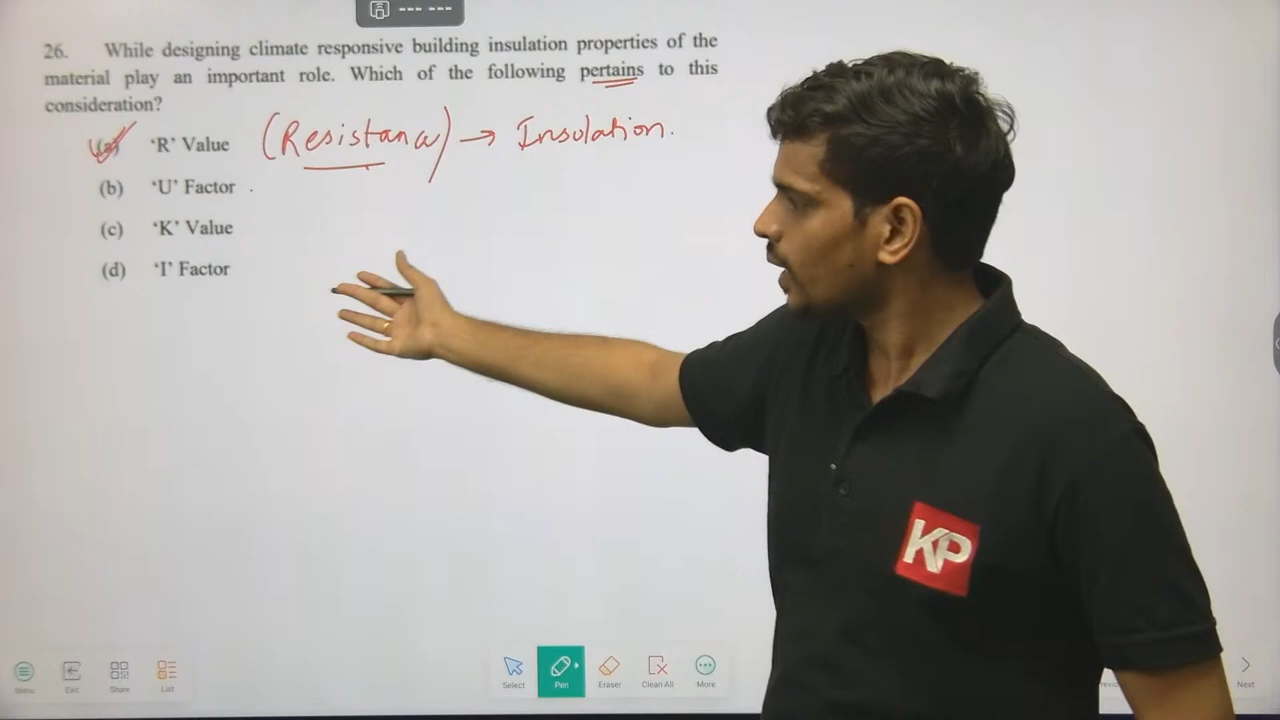 26. While designing climate responsive building insulation properties of the
material play an important role. Which of the following pertains to this
consideration?
(a) 'R' Value (Resistance) → Insulation.
(b) 'U' Factor
(c) 'K' Value
(d) 'I' Factor
KP
Menu Exit Share List Select Pen Eraser Clean All More Next